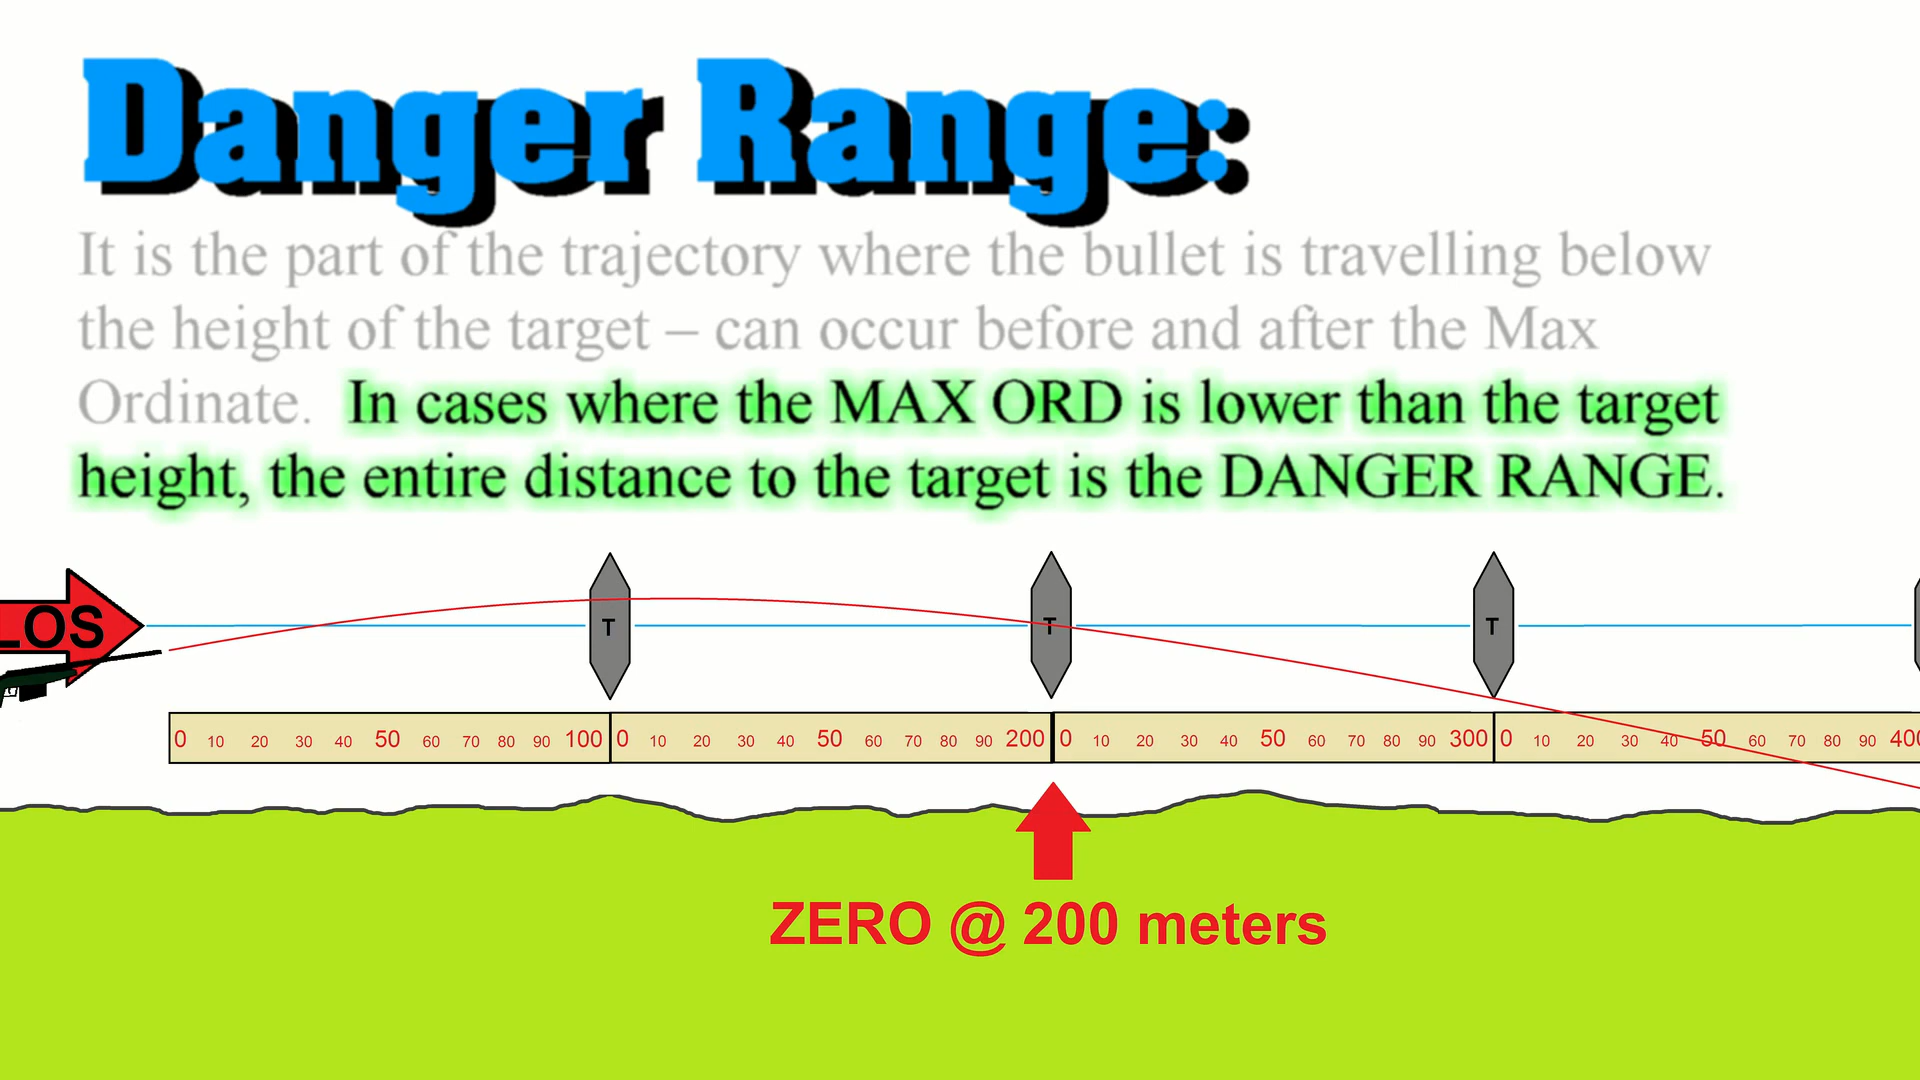 Danger Range:
It is the part of the trajectory where the bullet is travelling below
the height of the target – can occur before and after the Max
Ordinate. In cases where the MAX ORD is lower than the target
height, the entire distance to the target is the DANGER RANGE.
LOS
T T T
0 10 20 30 40 50 60 70 80 90 100 0 10 20 30 40 50 60 70 80 90 200 0 10 20 30 40 50 60 70 80 90 300 0 10 20 30 40 50 60 70 80 90 400
ZERO @ 200 meters